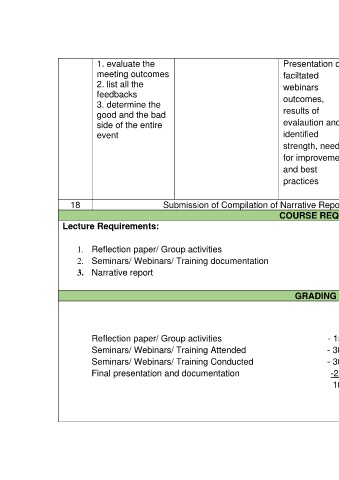 1. evaluate the
meeting outcomes
2. list all the
feedbacks
3. determine the
good and the bad
side of the entire
event
Presentation
facilitated
webinars
outcomes,
results of
evalaution and
identified
strength, need
for improveme
and best
practices
18 Submission of Compilation of Narrative Repo
COURSE REQ
Lecture Requirements:
1. Reflection paper/ Group activities
2. Seminars/ Webinars/ Training documentation
3. Narrative report
GRADING
Reflection paper/ Group activities - 1
Seminars/ Webinars/ Training Attended - 3
Seminars/ Webinars/ Training Conducted - 3
Final presentation and documentation -2
1